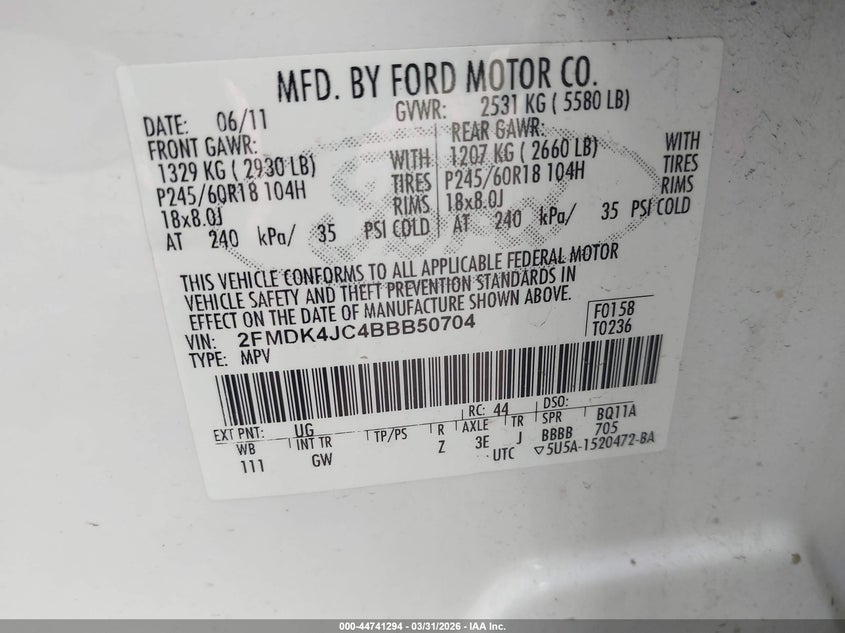 MFD. BY FORD MOTOR CO.
DATE: 06/11 GVWR: 2531 KG ( 5580 LB)
FRONT GAWR: REAR GAWR:
1329 KG ( 2930 LB) WITH 1207 KG ( 2660 LB) WITH
P245/60R18 104H TIRES P245/60R18 104H TIRES
18x8.0J RIMS 18x8.0J RIMS
AT 240 kPa/ 35 PSI COLD AT 240 kPa/ 35 PSI COLD
THIS VEHICLE CONFORMS TO ALL APPLICABLE FEDERAL MOTOR
VEHICLE SAFETY AND THEFT PREVENTION STANDARDS IN
EFFECT ON THE DATE OF MANUFACTURE SHOWN ABOVE.
VIN: 2FMDK4JC4BBB50704 F0158
TYPE: MPV T0236
EXT PNT: UG RC: 44 DSO:
WB INT TR TP/PS R AXLE TR SPR BQ11A
111 GW Z 3E J BBBB 705
UTC ▽5U5A-1520472-BA
000-44741294 - 03/31/2026 - IAA Inc.